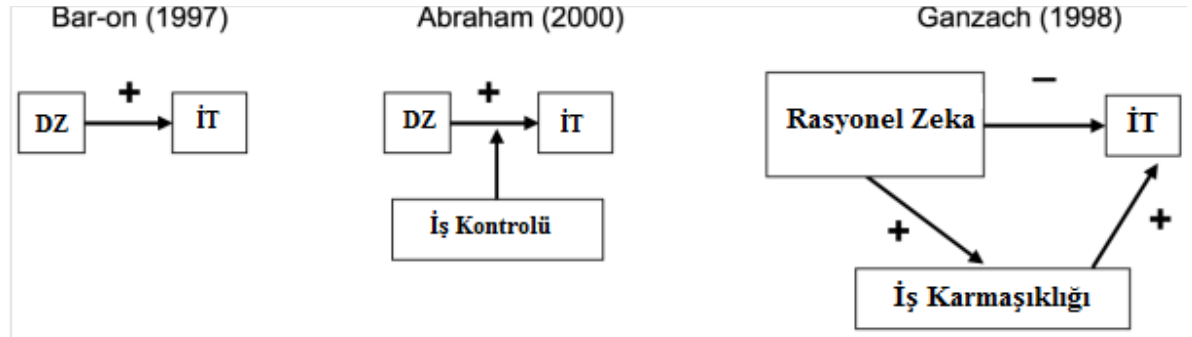 Bar-on (1997)
Abraham (2000)
Ganzach (1998)
+
DZ
İT
+
DZ
İT
İş Kontrolü
−
Rasyonel Zeka
İT
+
+
İş Karmaşıklığı